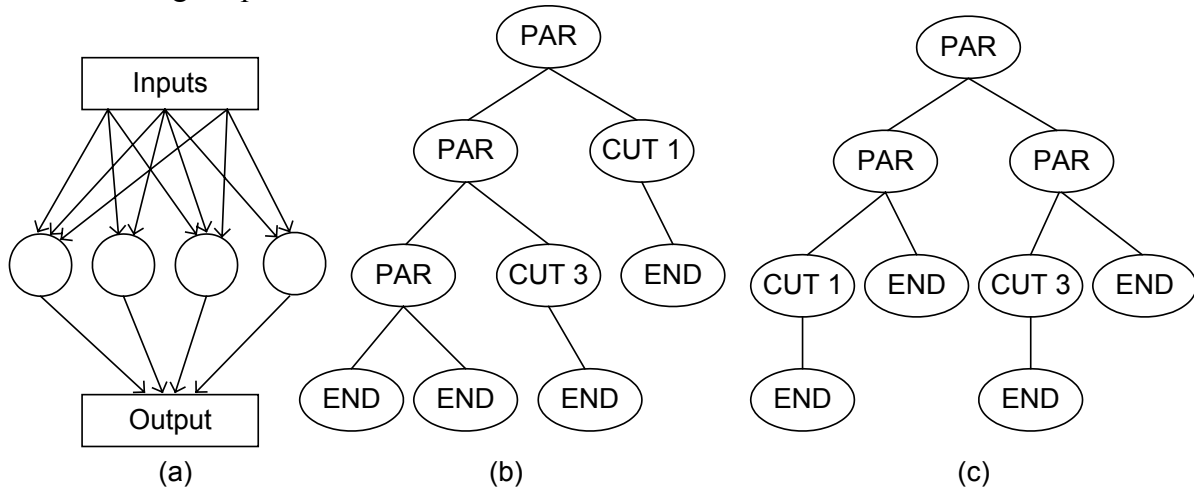 PAR
PAR
Inputs
PAR
CUT 1
PAR
PAR
PAR
CUT 3
END
CUT 1
END
CUT 3
END
END
END
END
END
END
Output
(a)
(b)
(c)